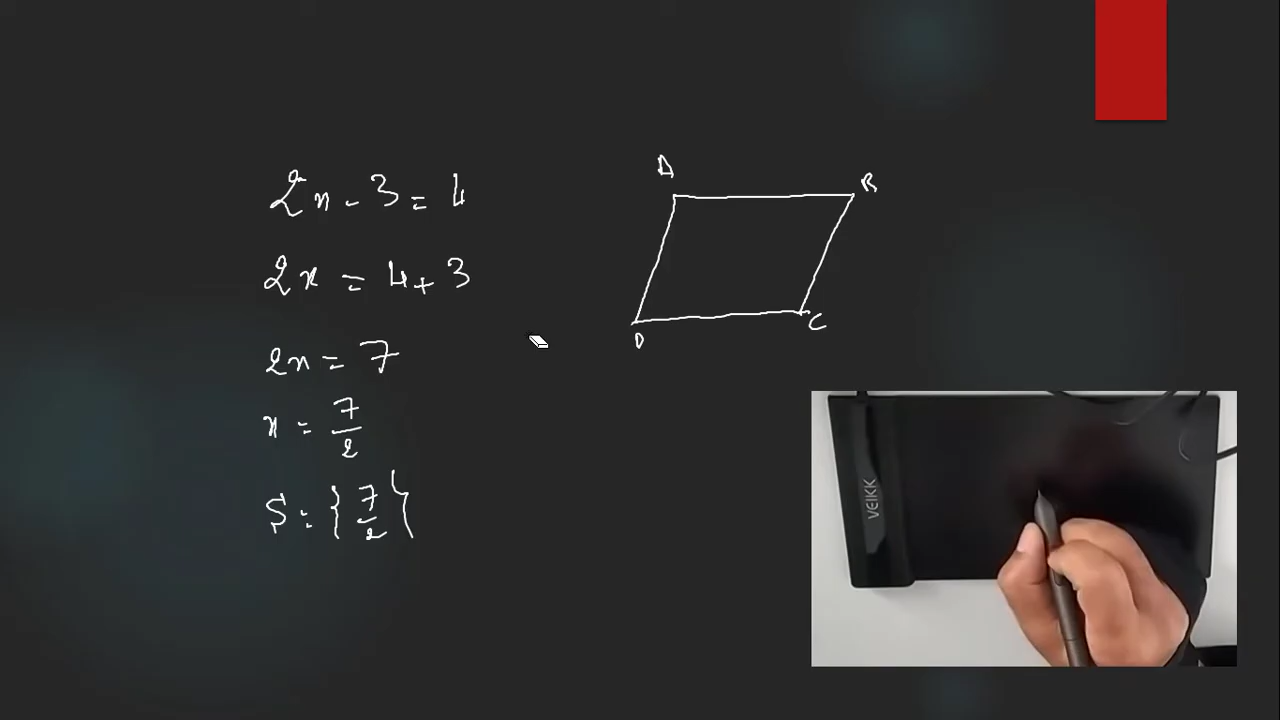 2x - 3 = 4
2x = 4 + 3
2x = 7
x = 7/2
S = { 7/2 }
A
B
D
C
VEIKK